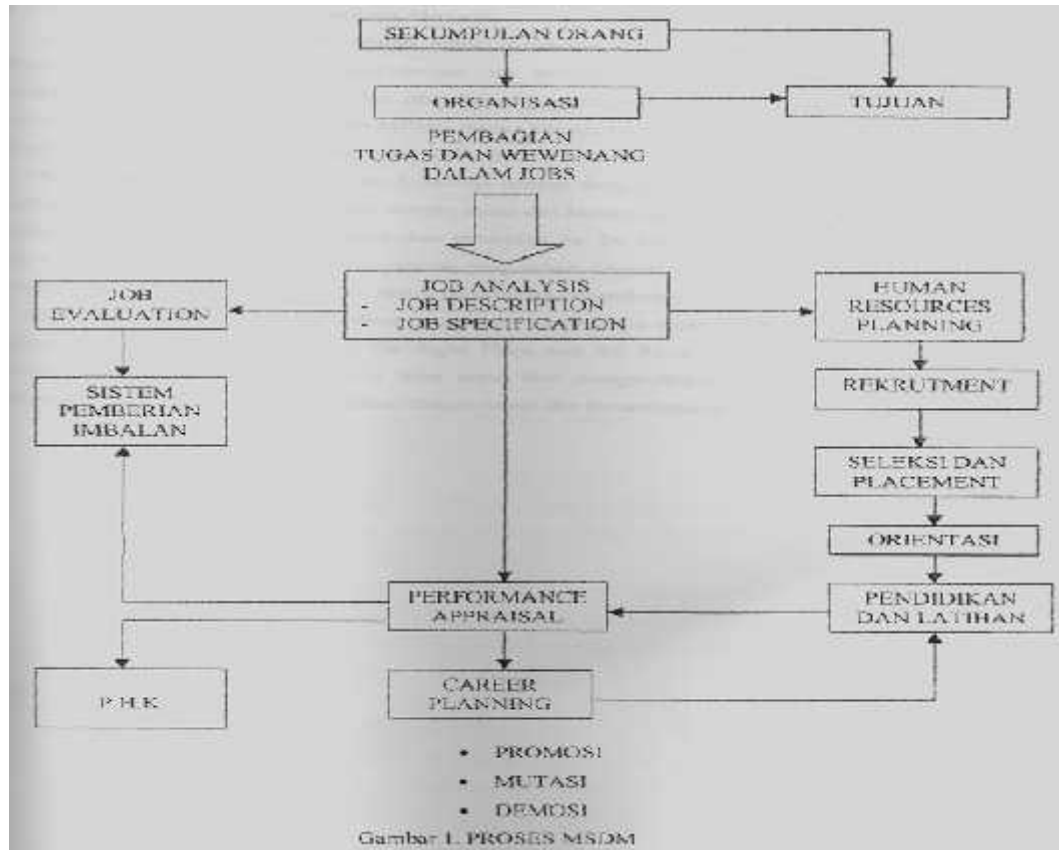 SEKUMPULAN ORANG
ORGANISASI
TUJUAN
PEMBAGIAN
TUGAS DAN WEWENANG
DALAM JOBS
JOB ANALYSIS
- JOB DESCRIPTION
- JOB SPECIFICATION
JOB
EVALUATION
HUMAN
RESOURCES
PLANNING
SISTEM
PEMBERIAN
IMBALAN
REKRUTMENT
SELEKSI DAN
PLACEMENT
ORIENTASI
PERFORMANCE
APPRAISAL
PENDIDIKAN
DAN LATIHAN
P H K
CAREER
PLANNING
• PROMOSI
• MUTASI
• DEMOSI
Gambar 1. PROSES MSDM